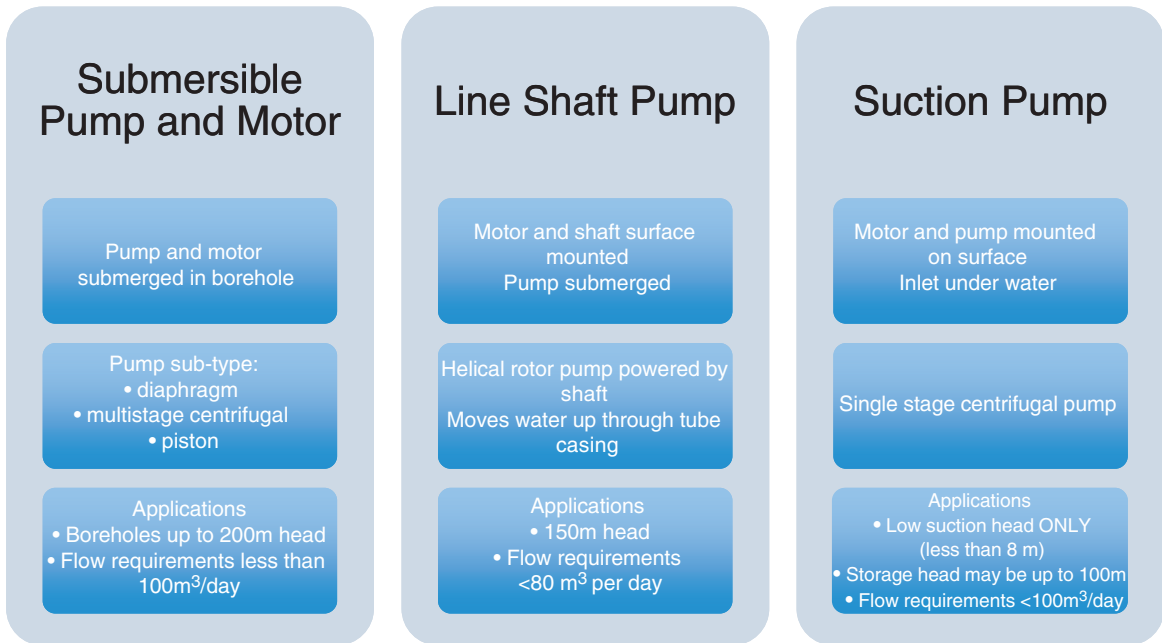 Submersible
Pump and Motor
Pump and motor
submerged in borehole
Pump sub-type:
• diaphragm
• multistage centrifugal
• piston
Applications
• Boreholes up to 200m head
• Flow requirements less than
100m³/day
Line Shaft Pump
Motor and shaft surface
mounted
Pump submerged
Helical rotor pump powered by
shaft
Moves water up through tube
casing
Applications
• 150m head
• Flow requirements
<80 m³ per day
Suction Pump
Motor and pump mounted
on surface
Inlet under water
Single stage centrifugal pump
Applications
• Low suction head ONLY
(less than 8 m)
• Storage head may be up to 100m
• Flow requirements <100m³/day